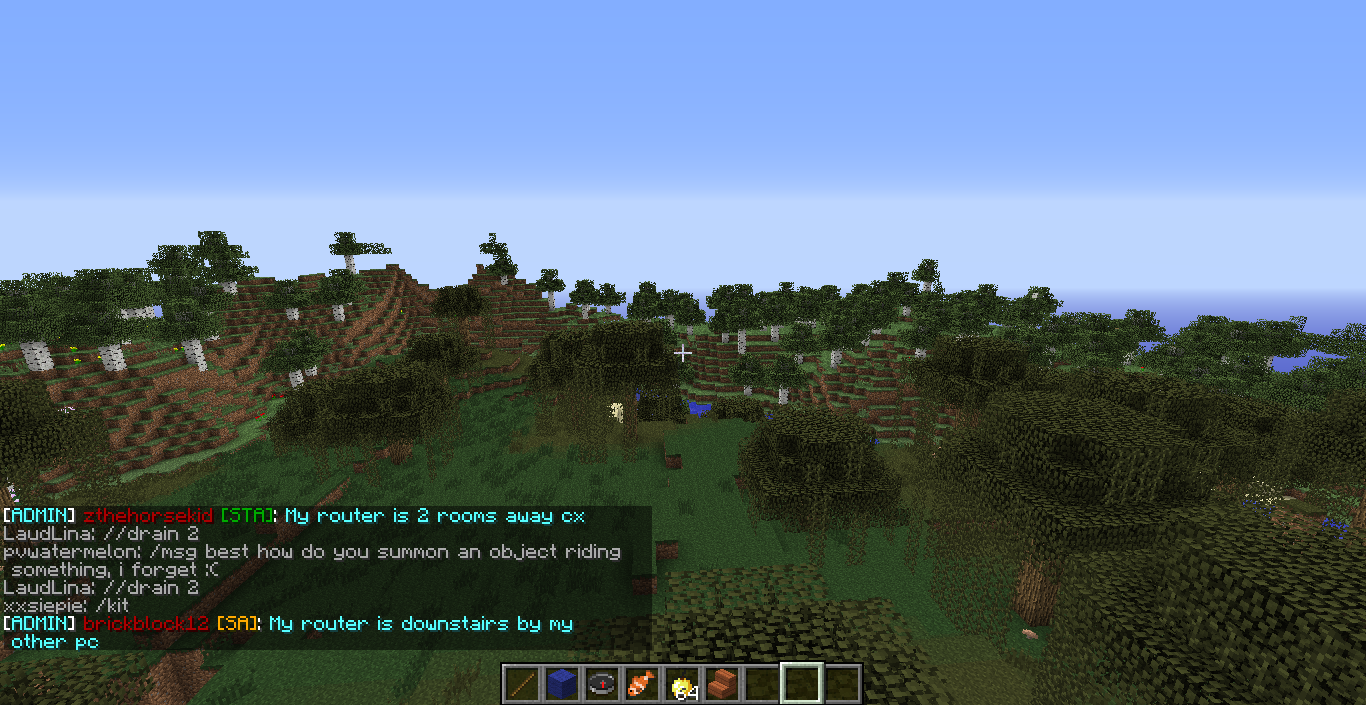 [ADMIN] zthehorsekid [STA]: My router is 2 rooms away cx
LaudLina: //drain 2
pvwatermelon: /msg best how do you summon an object riding
something, i forget :C
LaudLina: //drain 2
xxsiepie: /kit
[ADMIN] brickblock12 [SA]: My router is downstairs by my
other pc
64